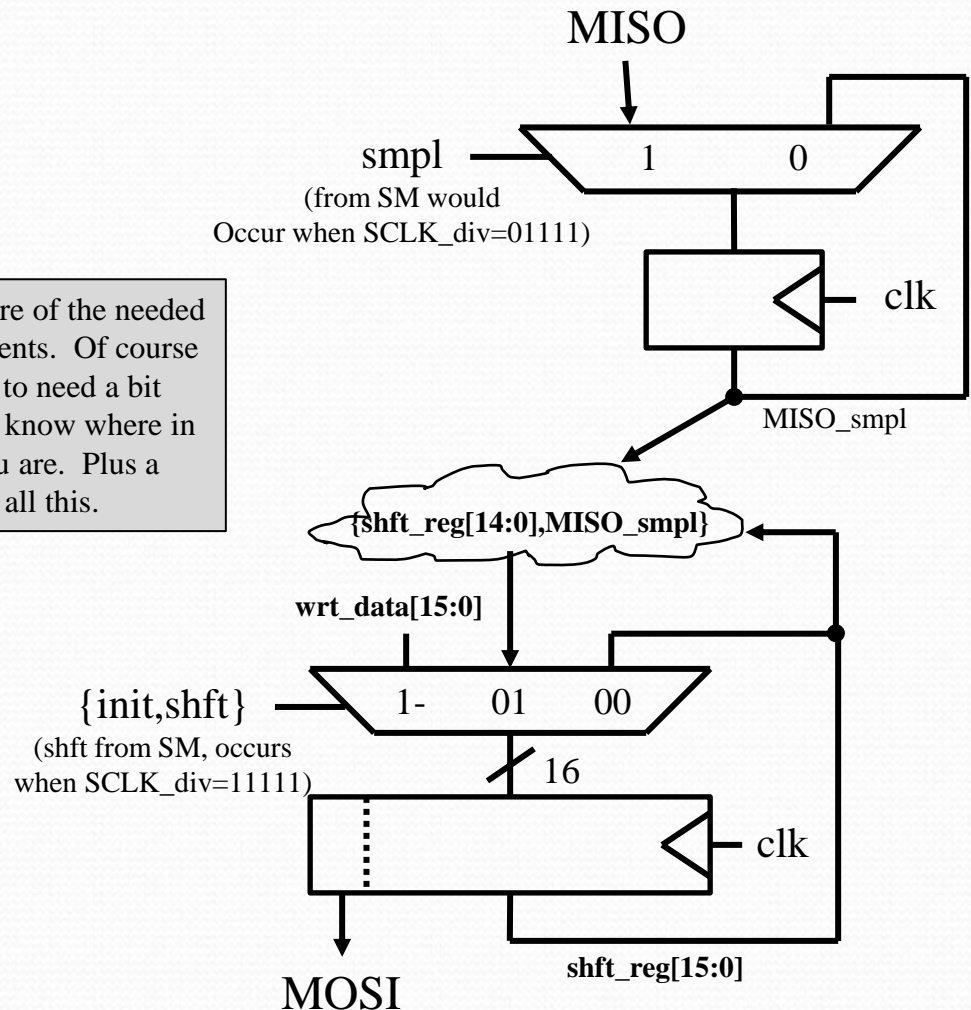 MISO
1 0
smpl
(from SM would
Occur when SCLK_div=01111)
clk
MISO_smpl
re of the needed
ents. Of course
to need a bit
know where in
u are. Plus a
all this.
{shft_reg[14:0],MISO_smpl}
wrt_data[15:0]
{init,shft}
1- 01 00
(shft from SM, occurs
when SCLK_div=11111)
16
clk
shft_reg[15:0]
MOSI